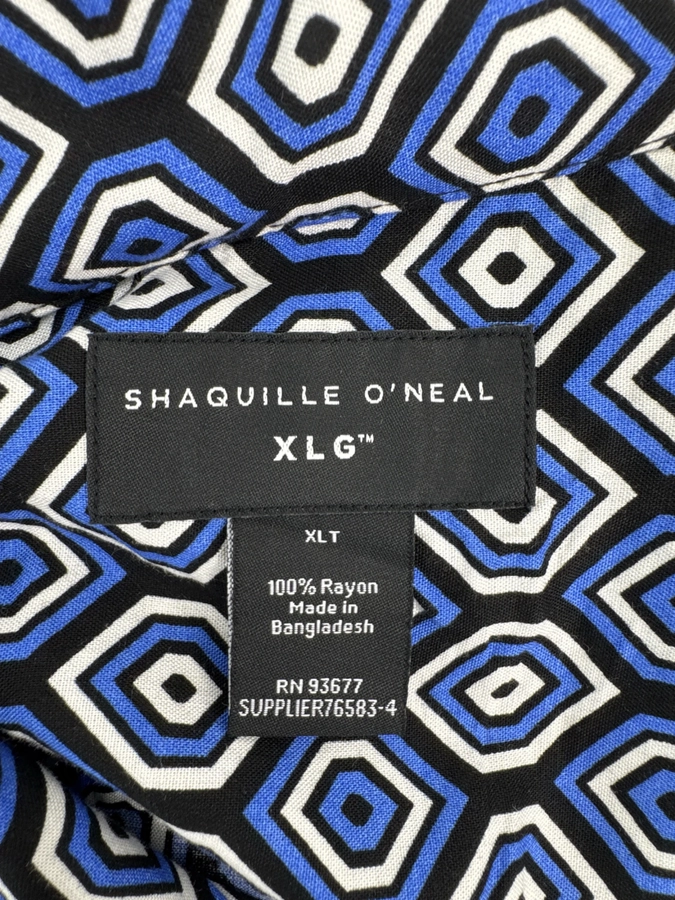 SHAQUILLE O'NEAL
XLG™
XLT
100% Rayon
Made in
Bangladesh
RN 93677
SUPPLIER76583-4